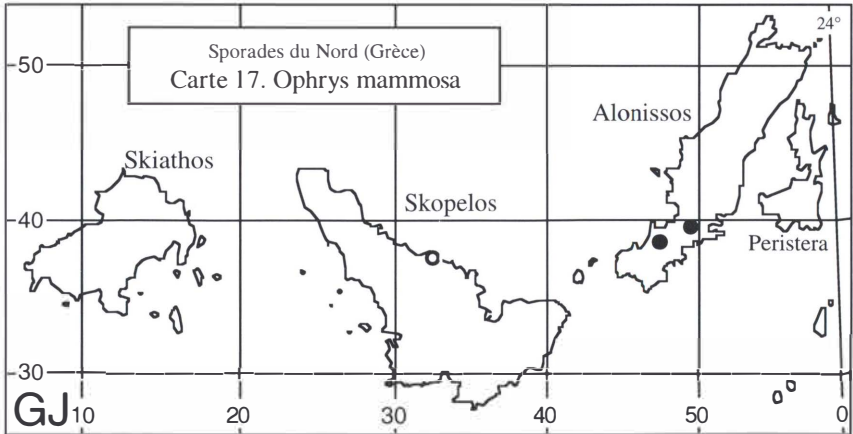 24°
Sporades du Nord (Grèce)
50
Carte 17. Ophrys mammosa
Alonissos
Skiathos
Skopelos
40
Peristera
30
GJ 10 20 30 40 50 0